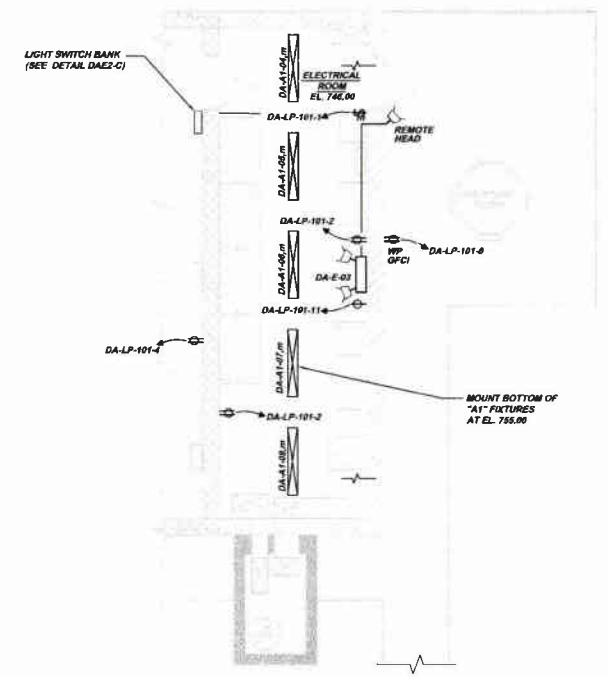 LIGHT SWITCH BANK
(SEE DETAIL DAE2-C)
DA-A1-04,m
ELECTRICAL
ROOM
EL. 746.00
DA-LP-101-1
REMOTE
HEAD
DA-A1-05,m
DA-LP-101-2
WP
GFCI
DA-LP-101-8
DA-A1-06,m
DA-E-03
DA-LP-101-11
DA-LP-101-4
DA-A1-07,m
MOUNT BOTTOM OF
"A1" FIXTURES
AT EL. 755.00
DA-LP-101-2
DA-A1-08,m